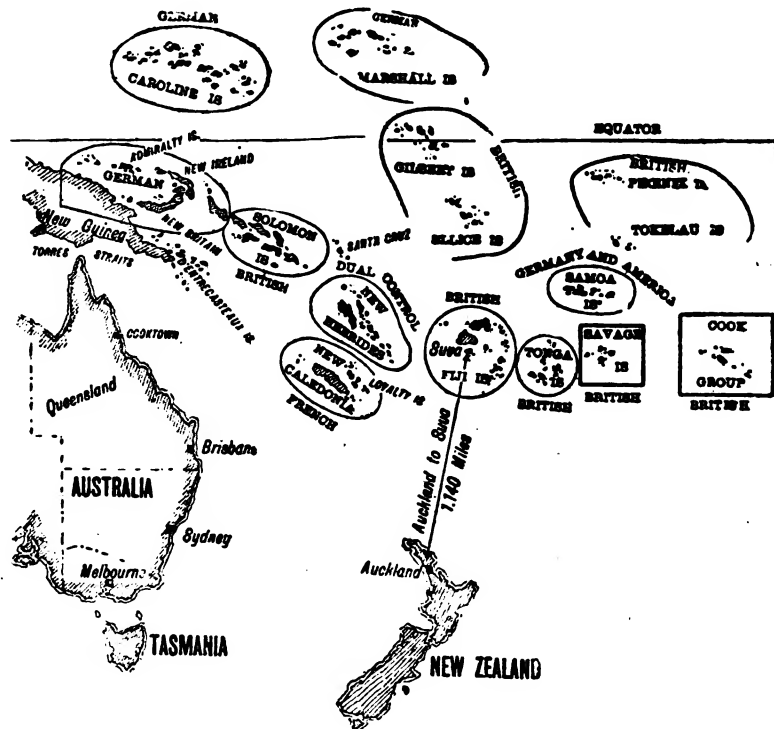 GERMAN
CAROLINE IS
GERMAN
MARSHALL IS
EQUATOR
ADMIRALTY IS.
NEW IRELAND
GERMAN
NEW BRITAIN
New Guinea
TORRES STRAITS
D'ENTRECASTEAUX IS.
SOLOMON
IS
BRITISH
SANTA CRUZ
GILBERT IS
BRITISH
ELLICE IS
BRITISH
PHŒNIX IS
TOKELAU IS
GERMANY AND AMERICA
SAMOA
IS
DUAL CONTROL
NEW
HEBRIDES
NEW
CALEDONIA
FRENCH
LOYALTY IS
BRITISH
Suva
FIJI IS
TONGA
IS
BRITISH
SAVAGE
IS
BRITISH
COOK
GROUP
BRITISH
COOKTOWN
Queensland
Brisbane
AUSTRALIA
Sydney
Melbourne
TASMANIA
Auckland to Suva
1.140 Miles
Auckland
NEW ZEALAND